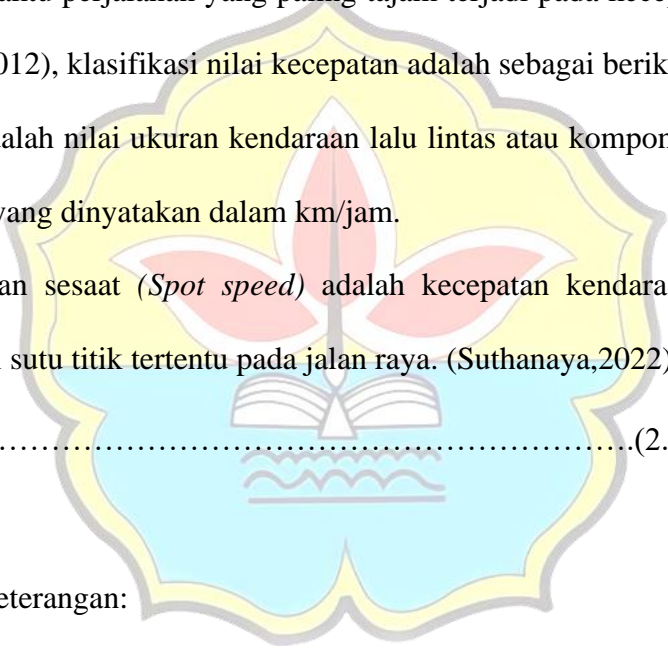 perjalanan yang paling tajam terjadi pada
012), klasifikasi nilai kecepatan adalah sebagai berik
alah nilai ukuran kendaraan lalu lintas atau kompon
yang dinyatakan dalam km/jam.
an sesaat (Spot speed) adalah kecepatan kendara
sutu titik tertentu pada jalan raya. (Suthanaya,2022)
…………………………………………………….(2.
eterangan: